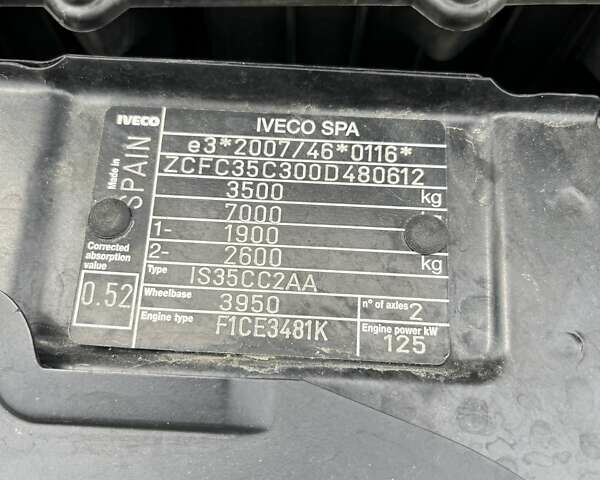 IVECO
IVECO SPA
Made in
SPAIN
e3*2007/46*0116*
ZCFC35C300D480612
3500 kg
7000
1- 1900
2- 2600 kg
Corrected
absorption
value
0.52
Type IS35CC2AA
Wheelbase 3950 n° of axles 2
Engine type F1CE3481K Engine power kW
125